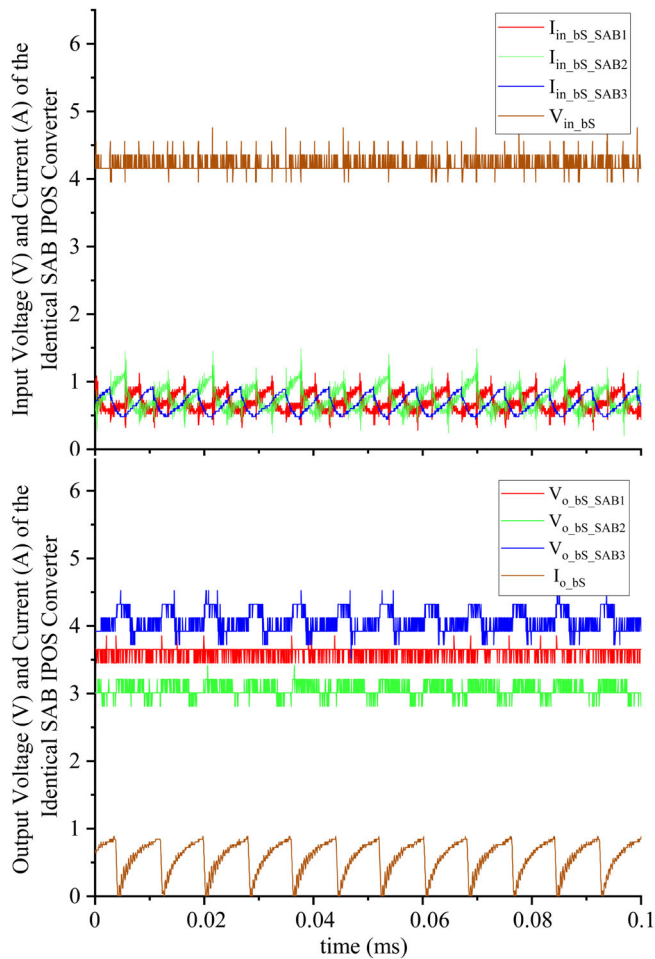 Input Voltage (V) and Current (A) of the
Identical SAB IPOS Converter
6
5
4
3
2
1
0
I_in_bS_SAB1
I_in_bS_SAB2
I_in_bS_SAB3
V_in_bS
Output Voltage (V) and Current (A) of the
Identical SAB IPOS Converter
6
5
4
3
2
1
0
V_o_bS_SAB1
V_o_bS_SAB2
V_o_bS_SAB3
I_o_bS
0 0.02 0.04 0.06 0.08 0.1
time (ms)